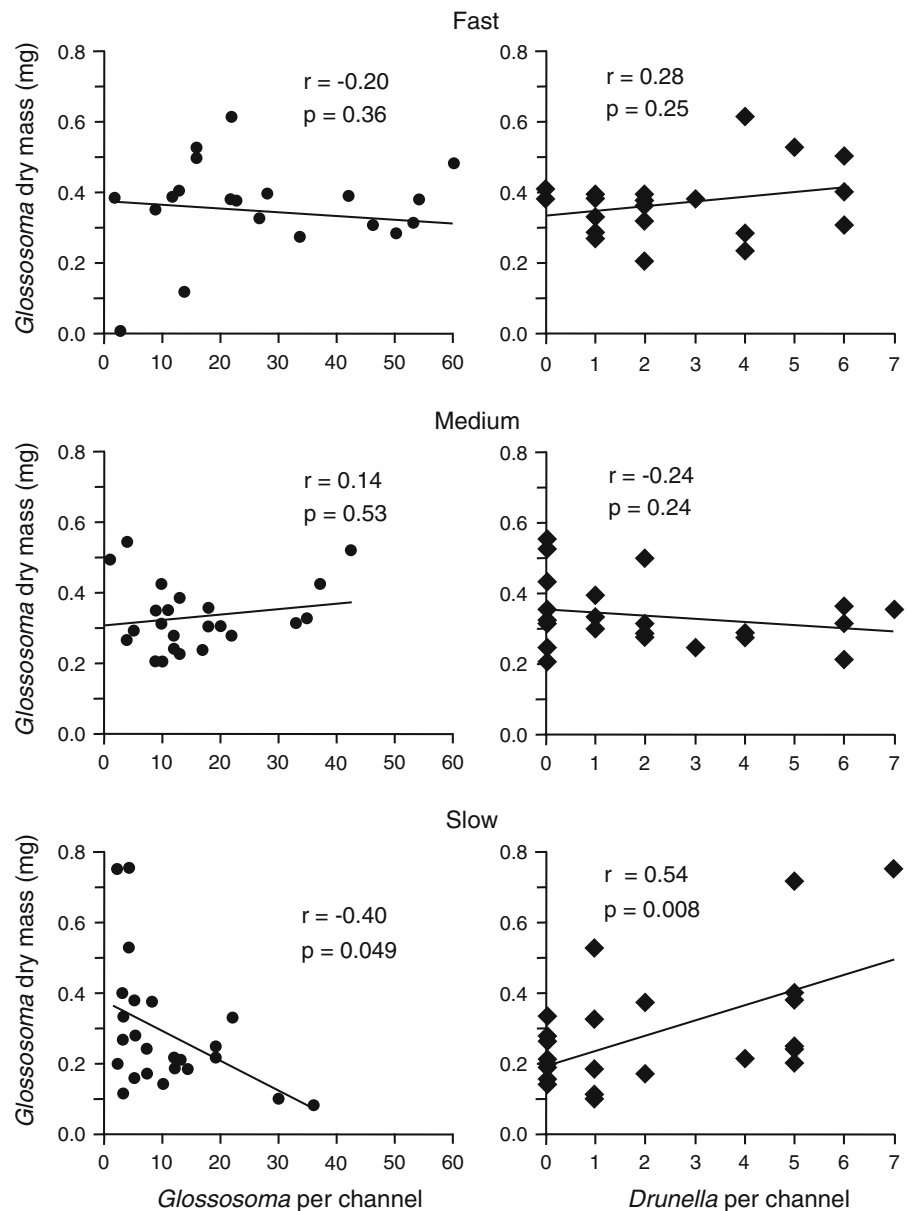 Fast
Glossosoma dry mass (mg)
0.8
0.6
0.4
0.2
0.0
r = -0.20
p = 0.36
0 10 20 30 40 50 60
r = 0.28
p = 0.25
0.8
0.6
0.4
0.2
0.0
0 1 2 3 4 5 6 7
Medium
Glossosoma dry mass (mg)
0.8
0.6
0.4
0.2
0.0
r = 0.14
p = 0.53
0 10 20 30 40 50 60
0.8
0.6
0.4
0.2
0.0
r = -0.24
p = 0.24
0 1 2 3 4 5 6 7
Slow
Glossosoma dry mass (mg)
0.8
0.6
0.4
0.2
0.0
r = -0.40
p = 0.049
0 10 20 30 40 50 60
Glossosoma per channel
0.8
0.6
0.4
0.2
0.0
r = 0.54
p = 0.008
0 1 2 3 4 5 6 7
Drunella per channel